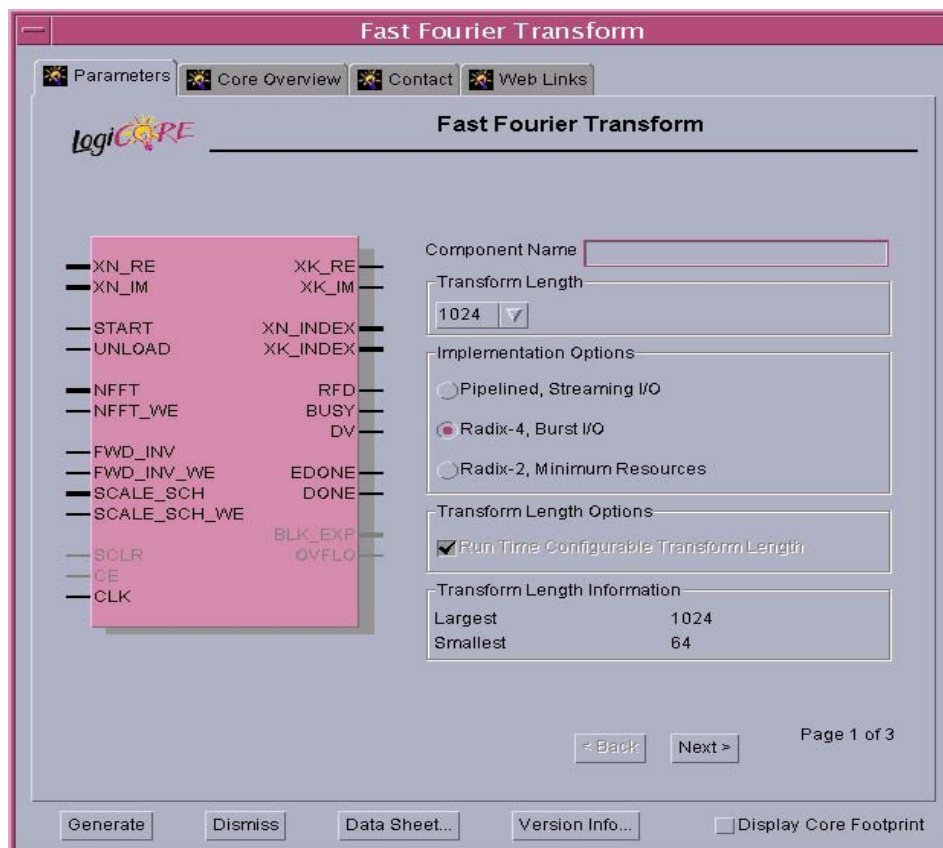 Fast Fourier Transform
Parameters Core Overview Contact Web Links
LogiCORE Fast Fourier Transform
Component Name
XN_RE XK_RE
XN_IM XK_IM
Transform Length
1024
START XN_INDEX
UNLOAD XK_INDEX
Implementation Options
NFFT RFD
Pipelined, Streaming I/O
NFFT_WE BUSY
DV
Radix-4, Burst I/O
FWD_INV
FWD_INV_WE EDONE
Radix-2, Minimum Resources
SCALE_SCH DONE
SCALE_SCH_WE
Transform Length Options
BLK_EXP
SCLR OVFLO
Run Time Configurable Transform Length
CE
CLK
Transform Length Information
Largest 1024
Smallest 64
< Back Next > Page 1 of 3
Generate Dismiss Data Sheet... Version Info... Display Core Footprint